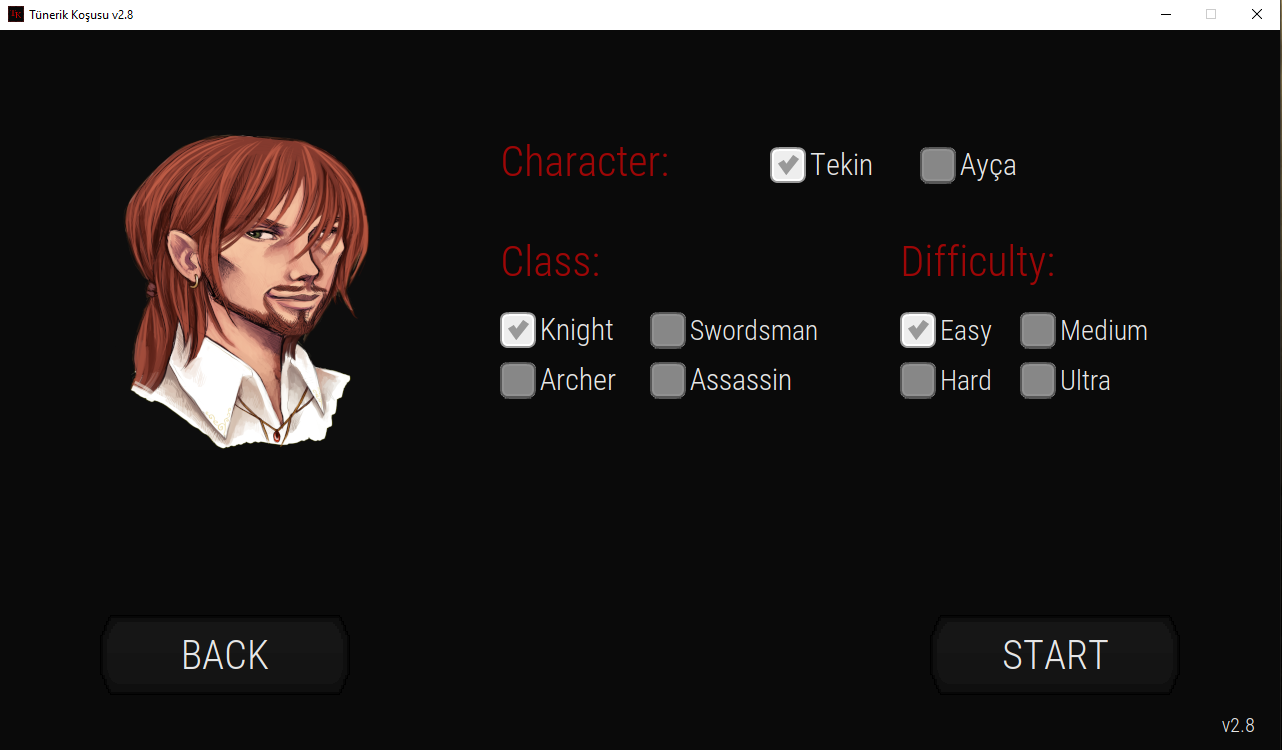 Tünerik Koşusu v2.8
Character:
Tekin
Ayça
Class:
Difficulty:
Knight
Swordsman
Easy
Medium
Archer
Assassin
Hard
Ultra
BACK
START
v2.8